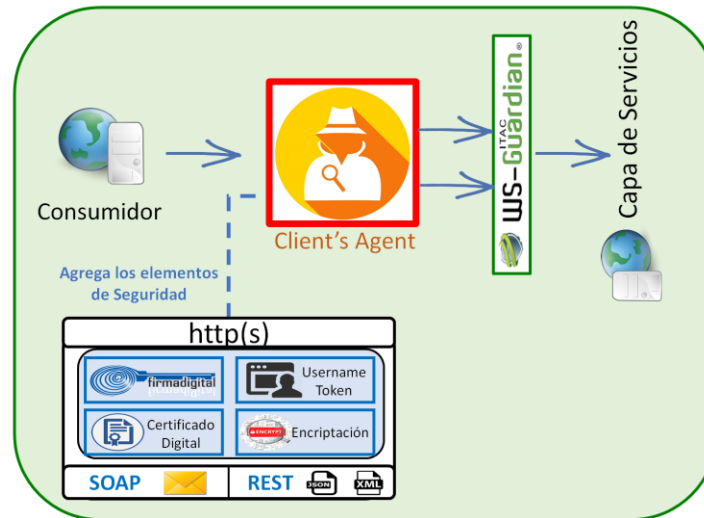 Consumidor
Client's Agent
ITAC
WS-Guardian®
Capa de Servicios
Agrega los elementos
de Seguridad
http(s)
firmadigital
Username
Token
Certificado
Digital
ENCRYPT
Encriptación
SOAP
REST
JSON
XML